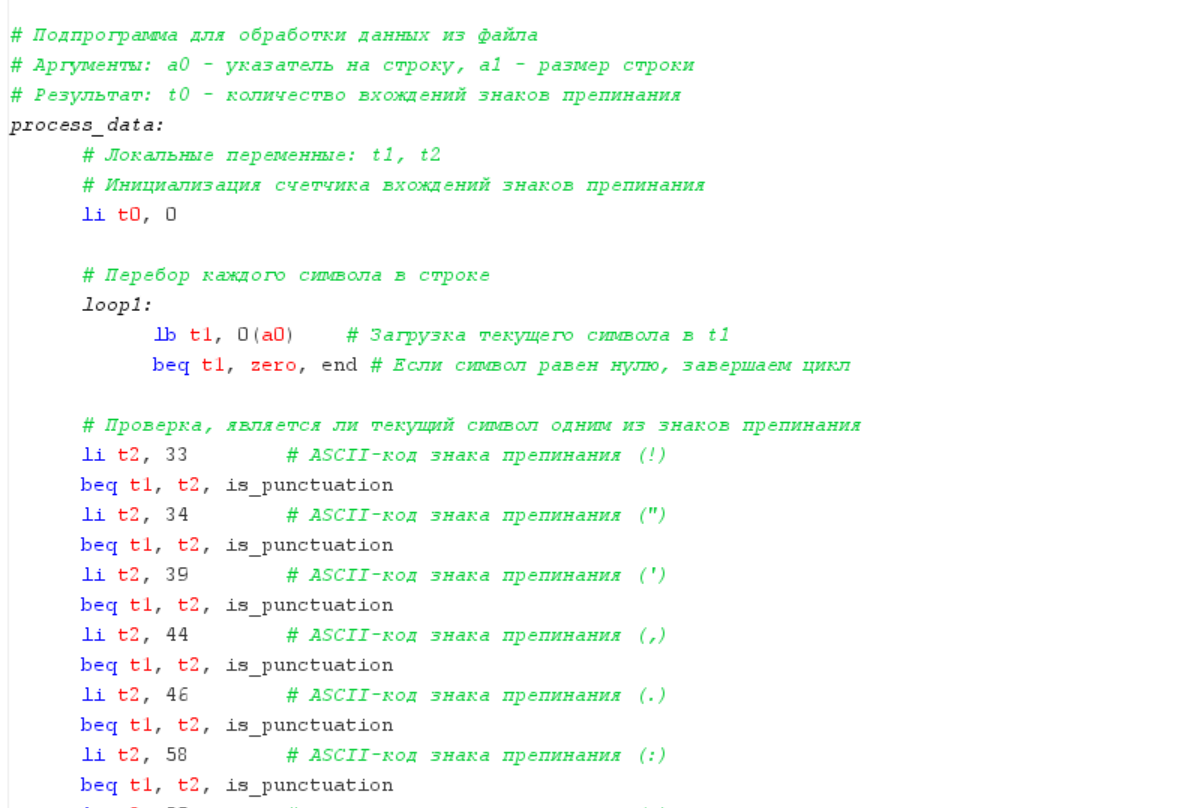 # Подпрограмма для обработки данных из файла
# Аргументы: a0 - указатель на строку, a1 - размер строки
# Результат: t0 - количество вхождений знаков препинания
process_data:
# Локальные переменные: t1, t2
# Инициализация счетчика вхождений знаков препинания
li t0, 0
# Перебор каждого символа в строке
loop1:
lb t1, 0(a0) # Загрузка текущего символа в t1
beq t1, zero, end # Если символ равен нулю, завершаем цикл
# Проверка, является ли текущий символ одним из знаков препинания
li t2, 33 # ASCII-код знака препинания (!)
beq t1, t2, is_punctuation
li t2, 34 # ASCII-код знака препинания (")
beq t1, t2, is_punctuation
li t2, 39 # ASCII-код знака препинания (')
beq t1, t2, is_punctuation
li t2, 44 # ASCII-код знака препинания (,)
beq t1, t2, is_punctuation
li t2, 46 # ASCII-код знака препинания (.)
beq t1, t2, is_punctuation
li t2, 58 # ASCII-код знака препинания (:)
beq t1, t2, is_punctuation